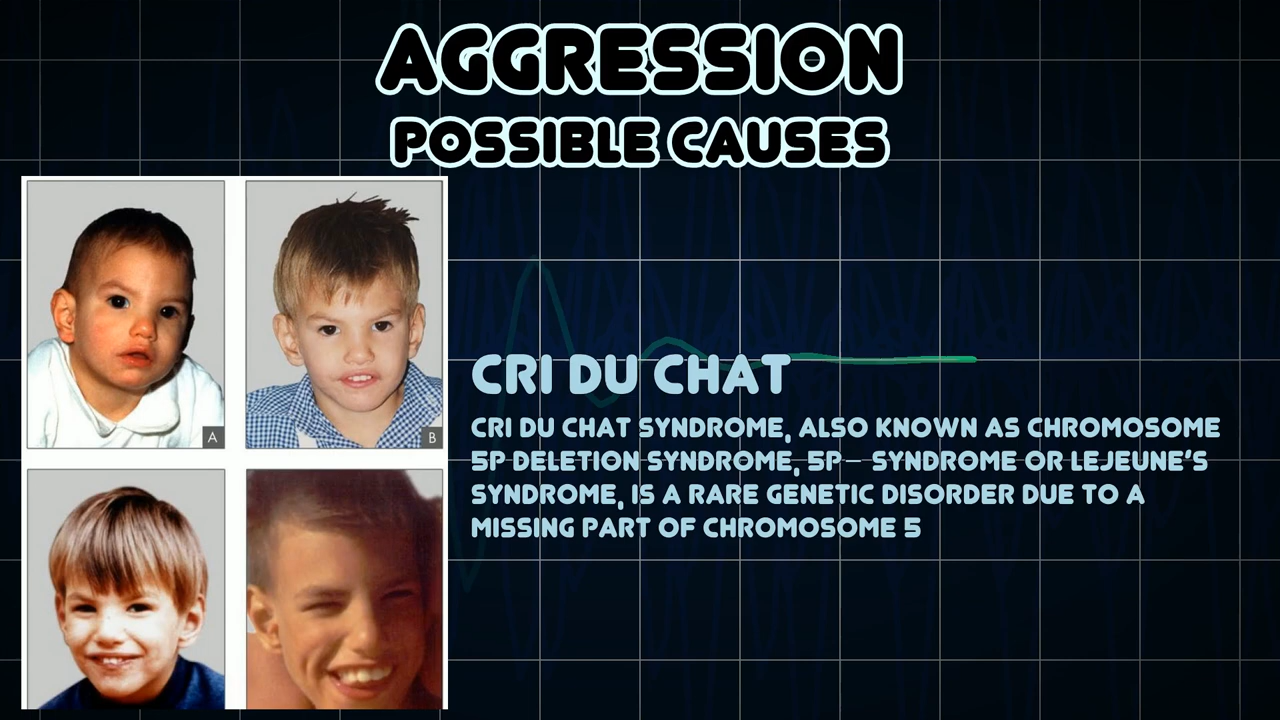 AGGRESSION
POSSIBLE CAUSES
A
B
CRI DU CHAT
CRI DU CHAT SYNDROME, ALSO KNOWN AS CHROMOSOME
5P DELETION SYNDROME, 5P− SYNDROME OR LEJEUNE'S
SYNDROME, IS A RARE GENETIC DISORDER DUE TO A
MISSING PART OF CHROMOSOME 5